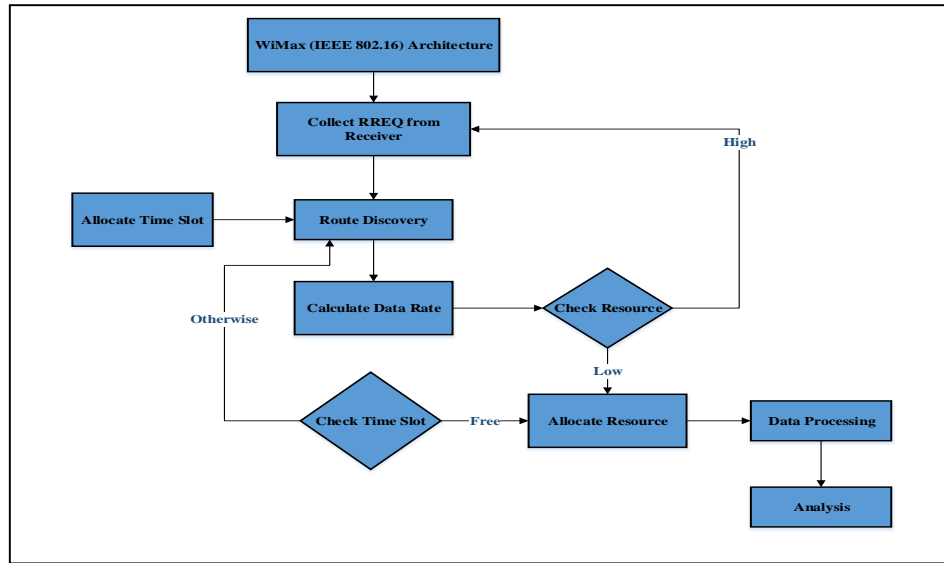 WiMax (IEEE 802.16) Architecture
Collect RREQ from
Receiver
High
Allocate Time Slot
Route Discovery
Otherwise
Calculate Data Rate
Check Resource
Low
Check Time Slot
Free
Allocate Resource
Data Processing
Analysis